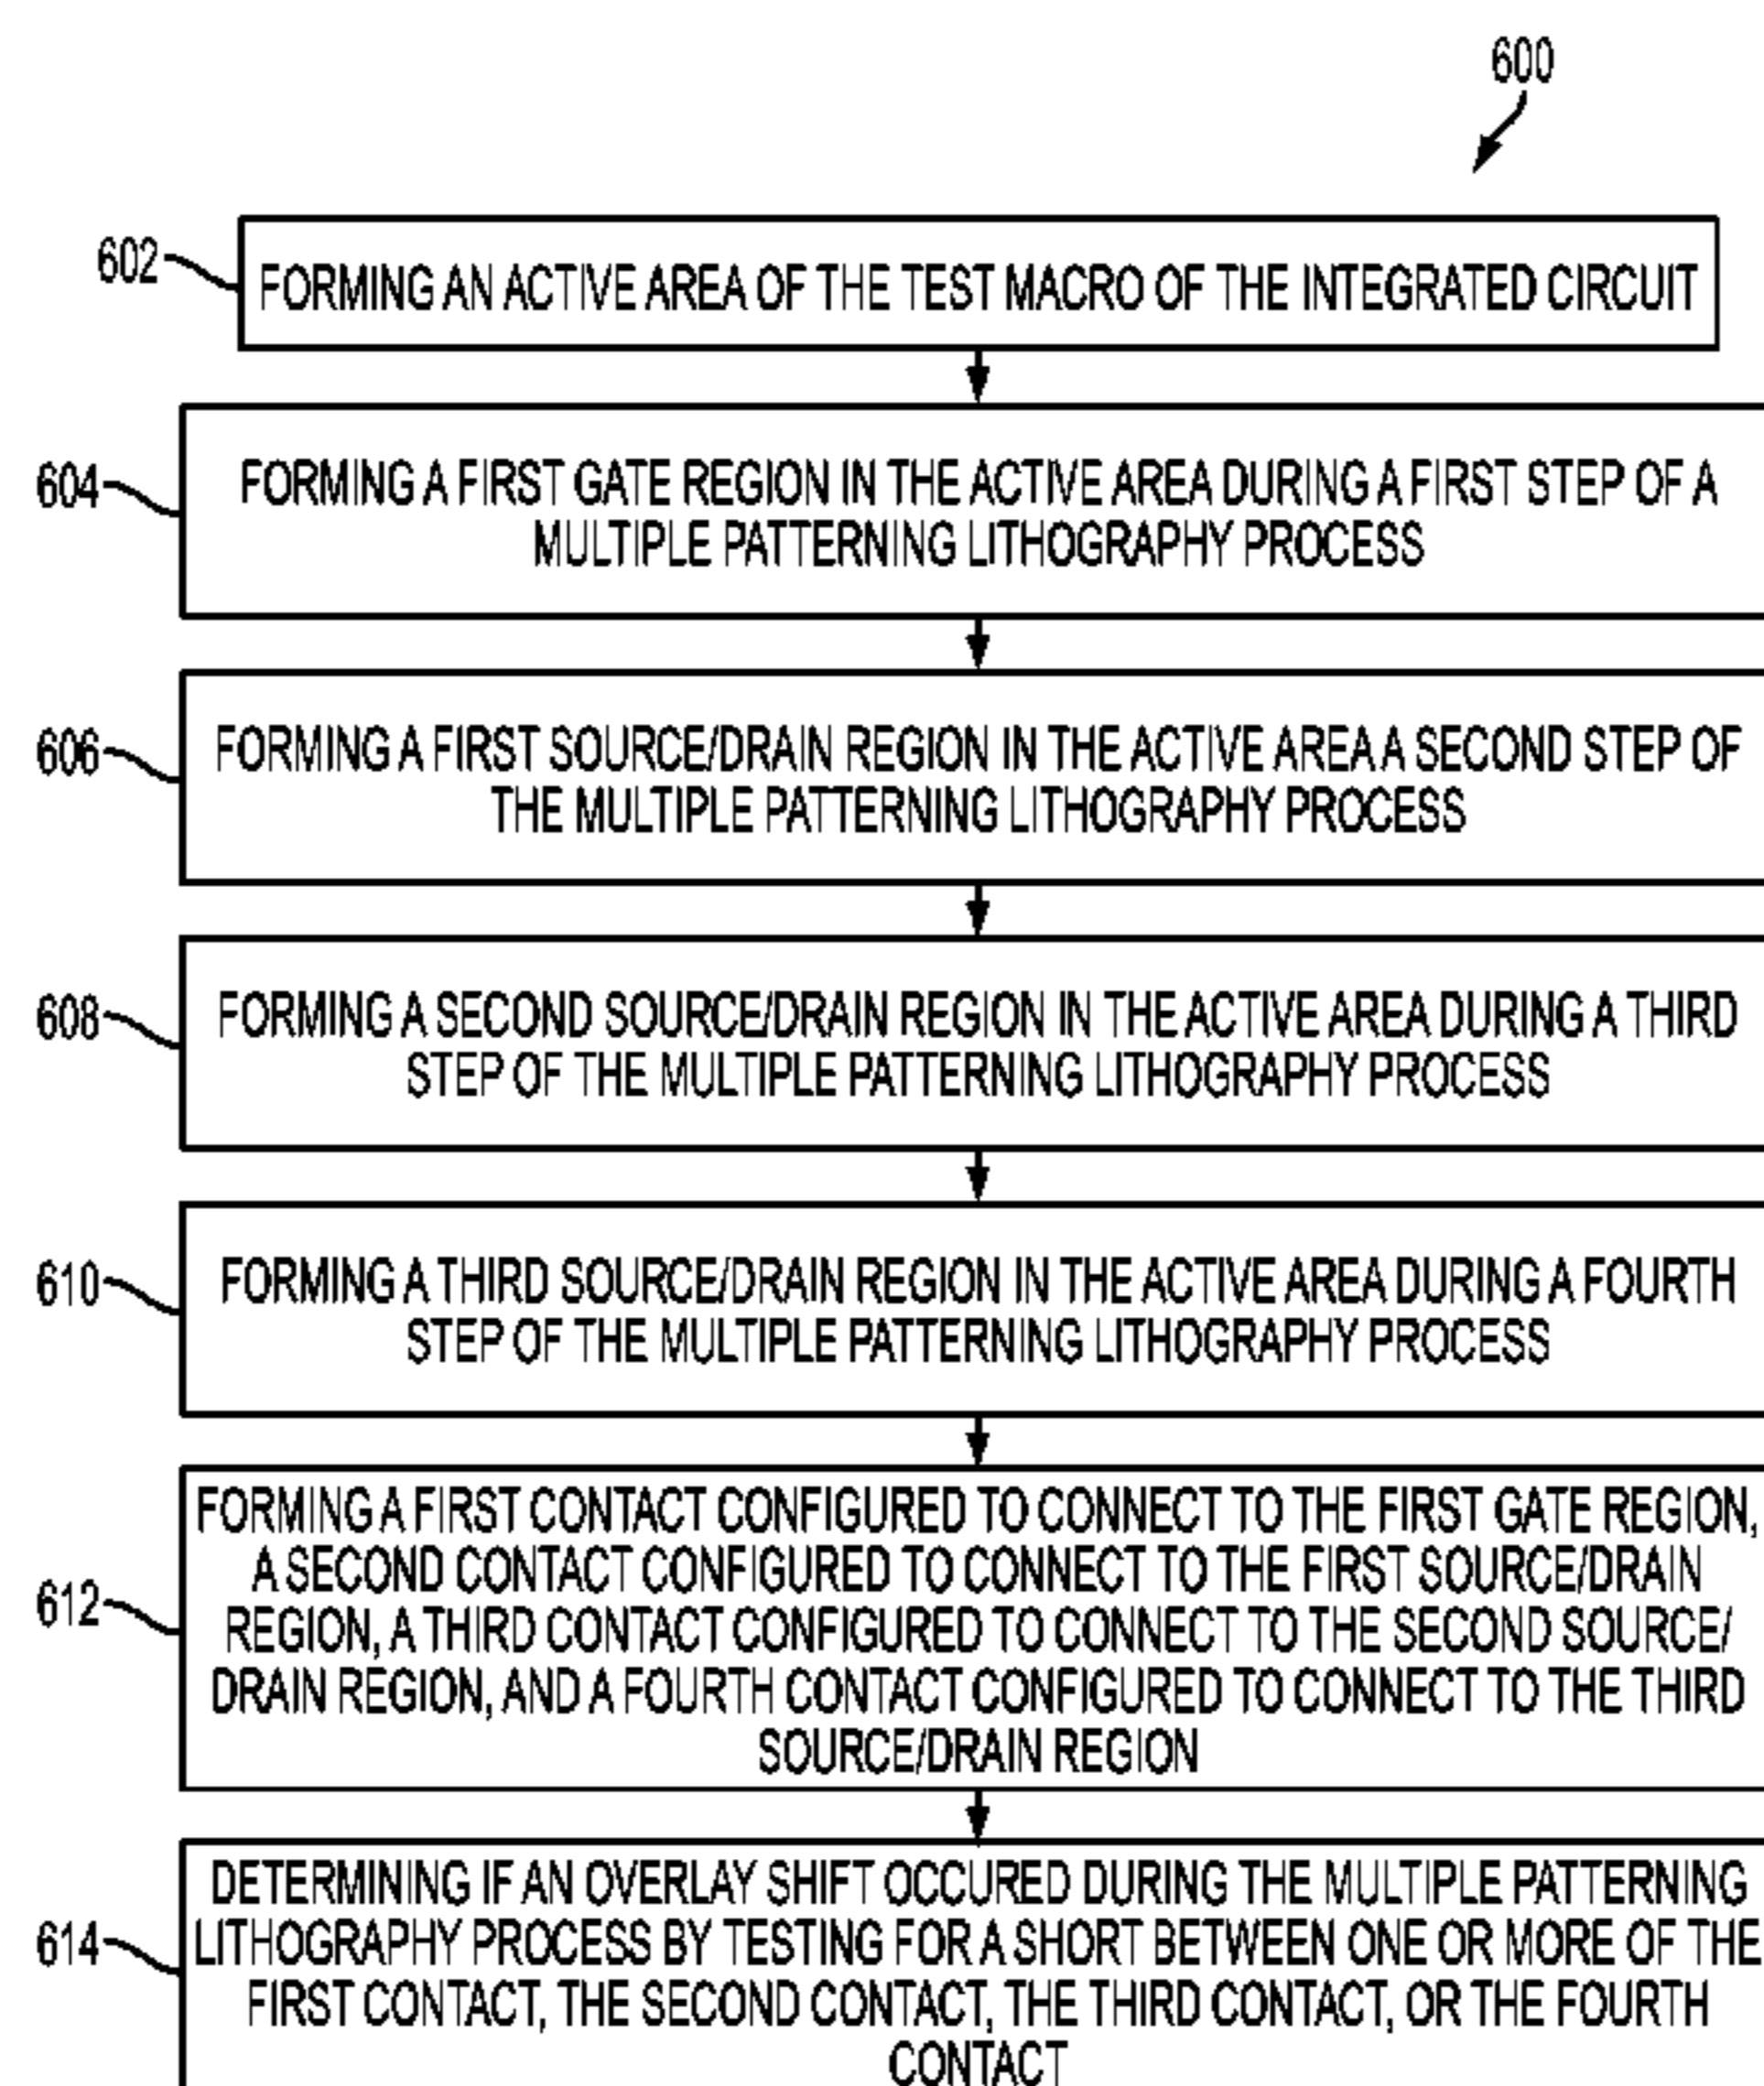 600
602
FORMING AN ACTIVE AREA OF THE TEST MACRO OF THE INTEGRATED CIRCUIT
604
FORMING A FIRST GATE REGION IN THE ACTIVE AREA DURING A FIRST STEP OF A
MULTIPLE PATTERNING LITHOGRAPHY PROCESS
606
FORMING A FIRST SOURCE/DRAIN REGION IN THE ACTIVE AREA A SECOND STEP OF
THE MULTIPLE PATTERNING LITHOGRAPHY PROCESS
608
FORMING A SECOND SOURCE/DRAIN REGION IN THE ACTIVE AREA DURING A THIRD
STEP OF THE MULTIPLE PATTERNING LITHOGRAPHY PROCESS
610
FORMING A THIRD SOURCE/DRAIN REGION IN THE ACTIVE AREA DURING A FOURTH
STEP OF THE MULTIPLE PATTERNING LITHOGRAPHY PROCESS
612
FORMING A FIRST CONTACT CONFIGURED TO CONNECT TO THE FIRST GATE REGION,
A SECOND CONTACT CONFIGURED TO CONNECT TO THE FIRST SOURCE/DRAIN
REGION, A THIRD CONTACT CONFIGURED TO CONNECT TO THE SECOND SOURCE/
DRAIN REGION, AND A FOURTH CONTACT CONFIGURED TO CONNECT TO THE THIRD
SOURCE/DRAIN REGION
614
DETERMINING IF AN OVERLAY SHIFT OCCURED DURING THE MULTIPLE PATTERNING
LITHOGRAPHY PROCESS BY TESTING FOR A SHORT BETWEEN ONE OR MORE OF THE
FIRST CONTACT, THE SECOND CONTACT, THE THIRD CONTACT, OR THE FOURTH
CONTACT